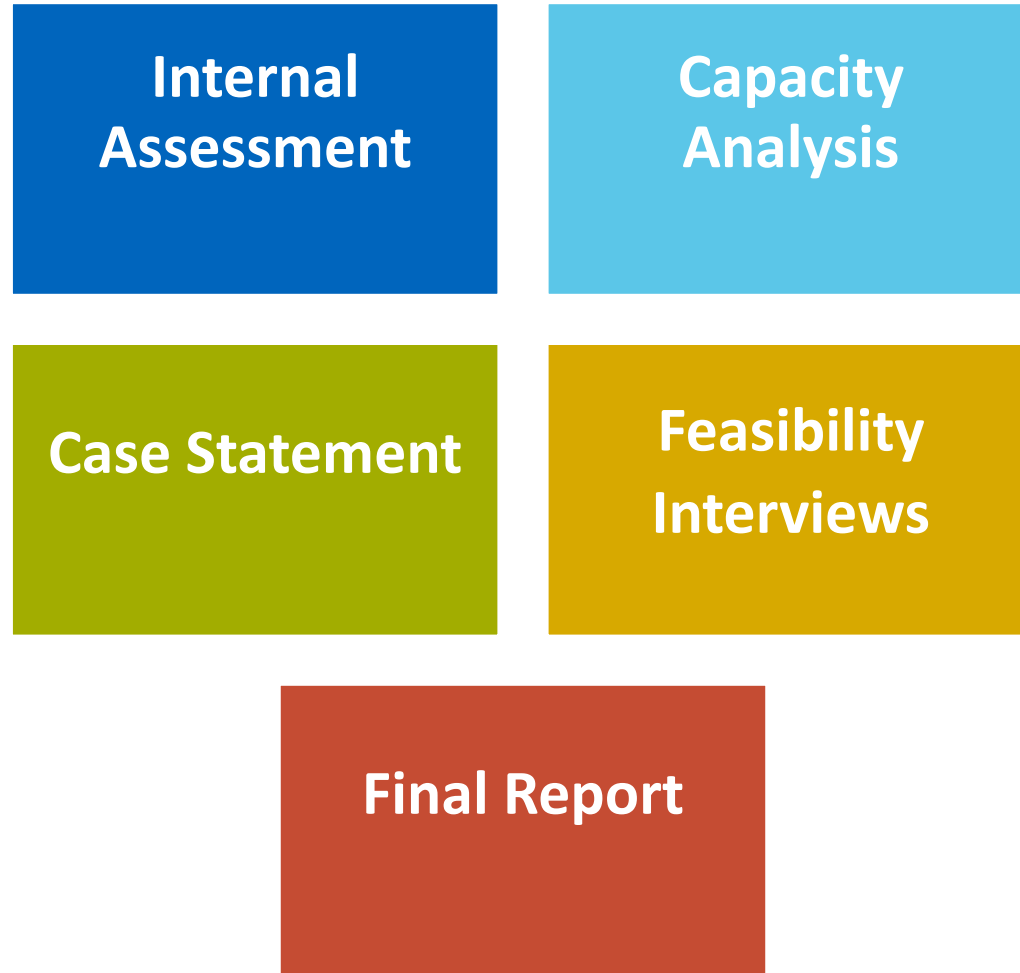 Internal
Assessment
Capacity
Analysis
Case Statement
Feasibility
Interviews
Final Report